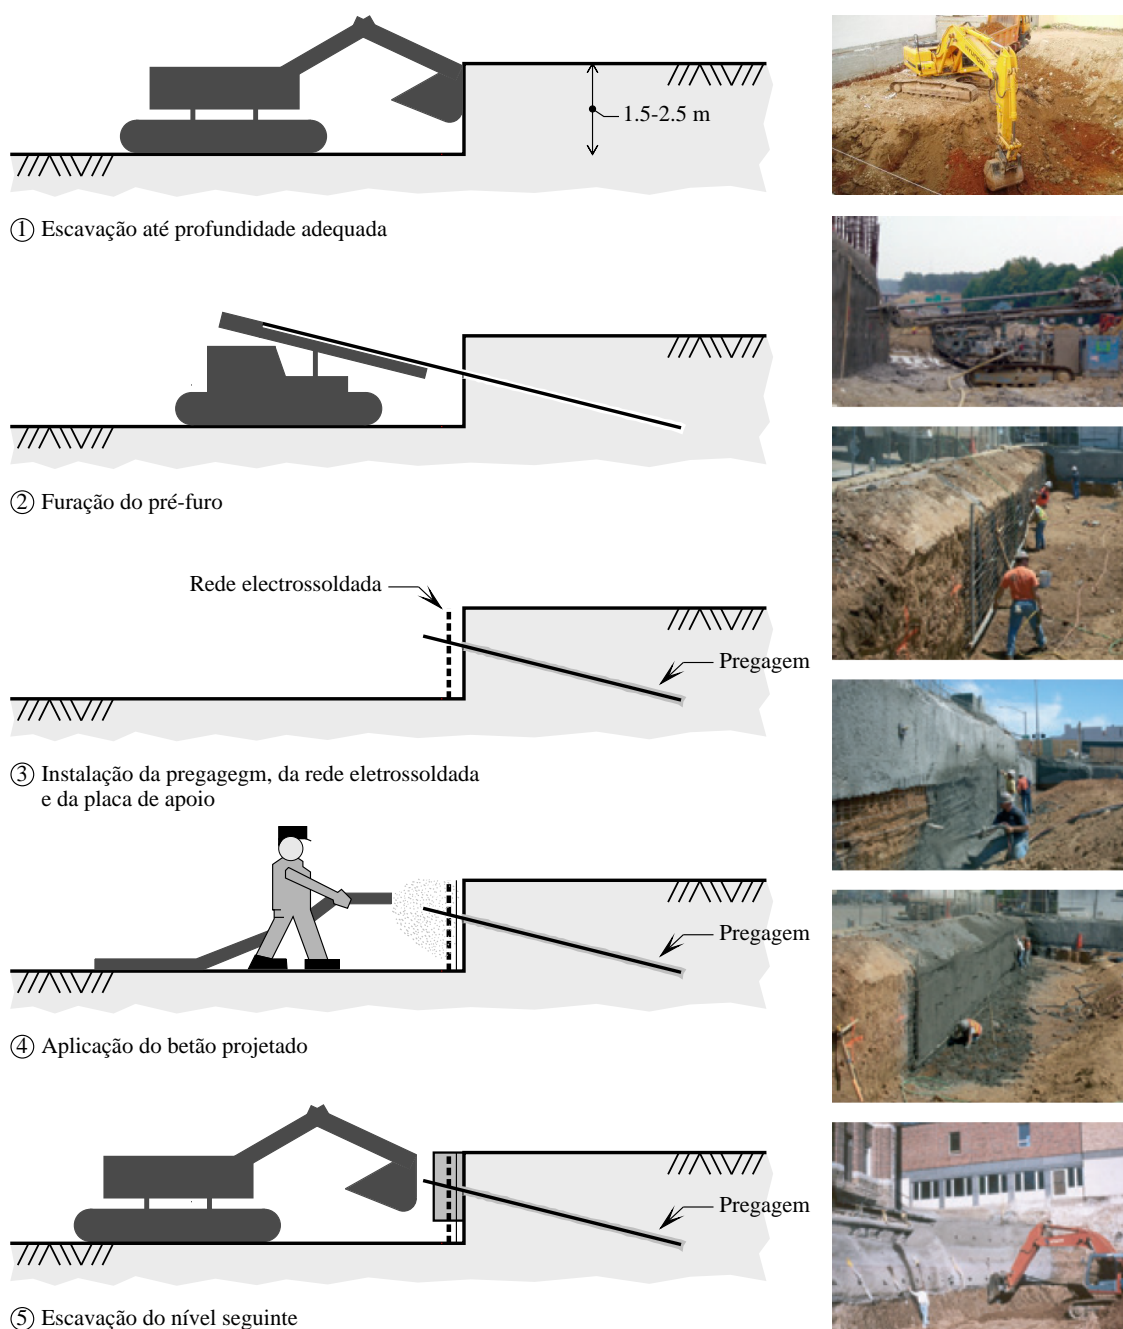 1.5-2.5 m
① Escavação até profundidade adequada
② Furação do pré-furo
Rede electrossoldada
Pregagem
③ Instalação da pregagegm, da rede eletrossoldada
e da placa de apoio
Pregagem
④ Aplicação do betão projetado
Pregagem
⑤ Escavação do nível seguinte